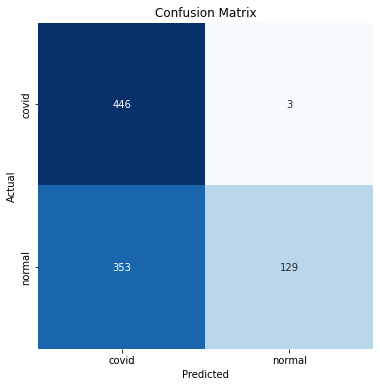 Confusion Matrix
Actual
covid
446
3
normal
353
129
covid
normal
Predicted